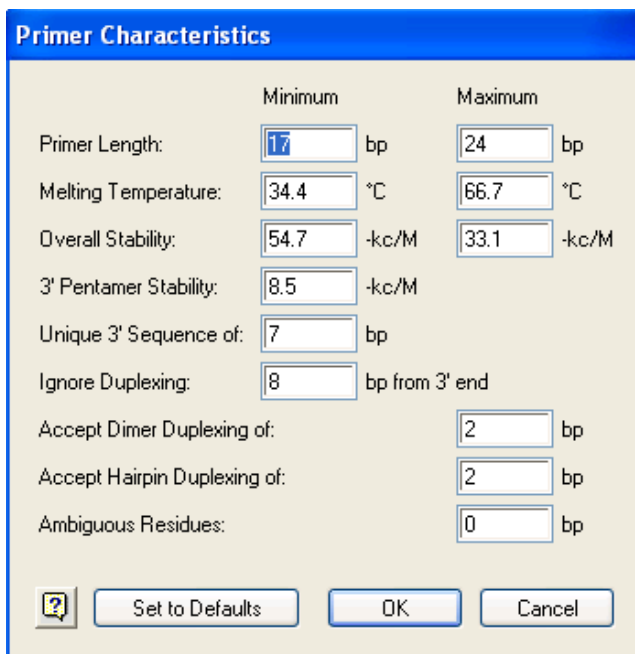 Primer Characteristics
Minimum Maximum
Primer Length: 17 bp 24 bp
Melting Temperature: 34.4 °C 66.7 °C
Overall Stability: 54.7 -kc/M 33.1 -kc/M
3' Pentamer Stability: 8.5 -kc/M
Unique 3' Sequence of: 7 bp
Ignore Duplexing: 8 bp from 3' end
Accept Dimer Duplexing of: 2 bp
Accept Hairpin Duplexing of: 2 bp
Ambiguous Residues: 0 bp
? Set to Defaults OK Cancel